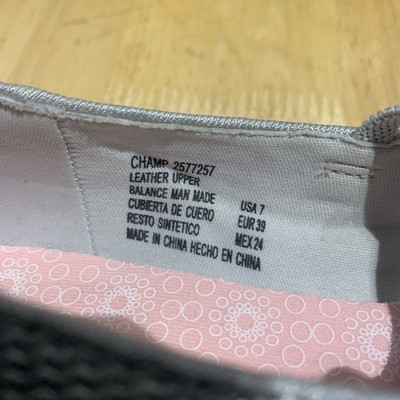 CHAMP 2577257
LEATHER UPPER
BALANCE MAN MADE
CUBIERTA DE CUERO
RESTO SINTETICO
MADE IN CHINA HECHO EN CHINA
USA 7
EUR 39
MEX 24